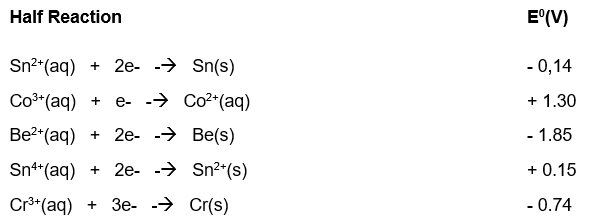 Half Reaction E⁰(V)
Sn²⁺(aq) + 2e- -→ Sn(s) - 0,14
Co³⁺(aq) + e- -→ Co²⁺(aq) + 1.30
Be²⁺(aq) + 2e- -→ Be(s) - 1.85
Sn⁴⁺(aq) + 2e- -→ Sn²⁺(s) + 0.15
Cr³⁺(aq) + 3e- -→ Cr(s) - 0.74